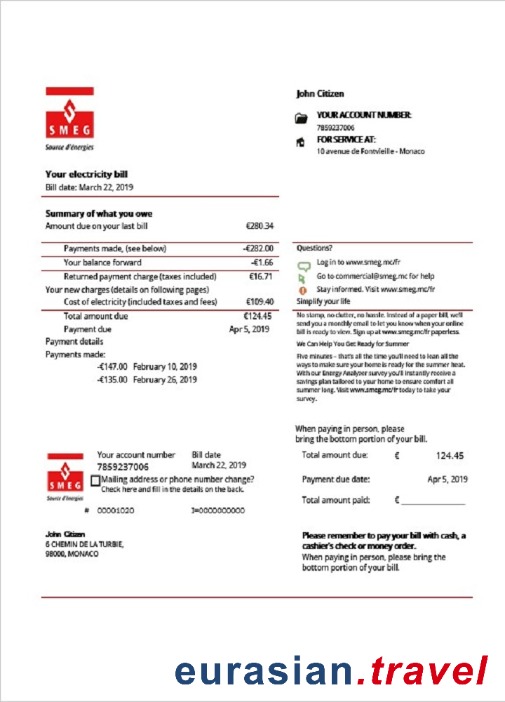 SMEG
Source d'énergies
John Citizen
YOUR ACCOUNT NUMBER:
7859237006
FOR SERVICE AT:
10 avenue de Fontvieille - Monaco
Your electricity bill
Bill date: March 22, 2019
Summary of what you owe
Amount due on your last bill €280.34
Payments made, (see below) -€282.00
Your balance forward -€1.66
Returned payment charge (taxes included) €16.71
Your new charges (details on following pages)
Cost of electricity (included taxes and fees) €109.40
Total amount due €124.45
Payment due Apr 5, 2019
Payment details
Payments made:
-€147.00 February 10, 2019
-€135.00 February 26, 2019
Questions?
Log in to www.smeg.mc/fr
Go to commercial@smeg.mc for help
Stay informed. Visit www.smeg.mc/fr
Simplify your life
No stamp, no clutter, no hassle. Instead of a paper bill, we'll
send you a monthly email to let you know when your online
bill is ready to view. Sign up at www.smeg.mc/fr paperless.
We Can Help You Get Ready for Summer
Five minutes - that's all the time you'll need to lean all the
ways to make sure your home is ready for the summer heat.
With our Energy Analyzer survey you'll instantly receive a
savings plan tailored to your home to ensure comfort all
summer long. Visit www.smeg.mc/fr today to take your
survey.
When paying in person, please
bring the bottom portion of your bill.
Total amount due: € 124.45
Payment due date: Apr 5, 2019
Total amount paid: € ____________
SMEG
Source d'énergies
Your account number Bill date
7859237006 March 22, 2019
Mailing address or phone number change?
Check here and fill in the details on the back.
# 00001020 J=0000000000
John Citizen
6 CHEMIN DE LA TURBIE,
98000, MONACO
Please remember to pay your bill with cash, a
cashier's check or money order.
When paying in person, please bring the
bottom portion of your bill.
eurasian.travel